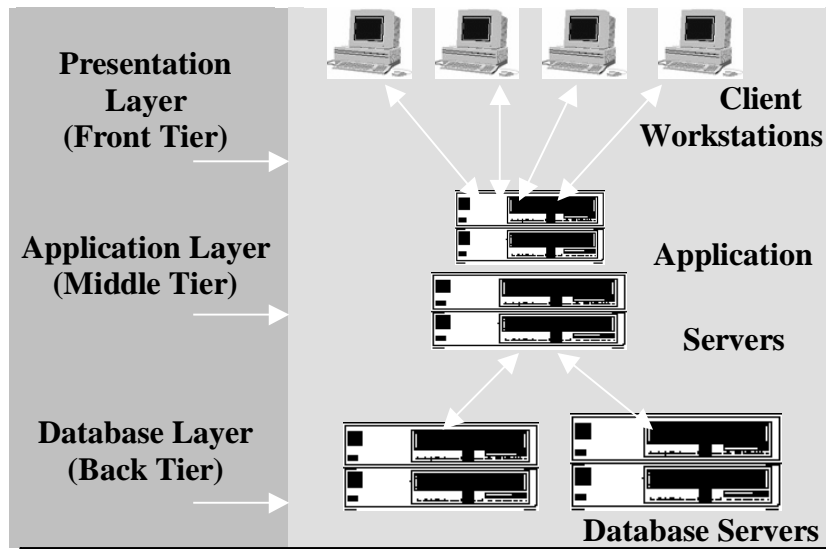 Presentation
Layer
(Front Tier)
Client
Workstations
Application Layer
(Middle Tier)
Application
Servers
Database Layer
(Back Tier)
Database Servers